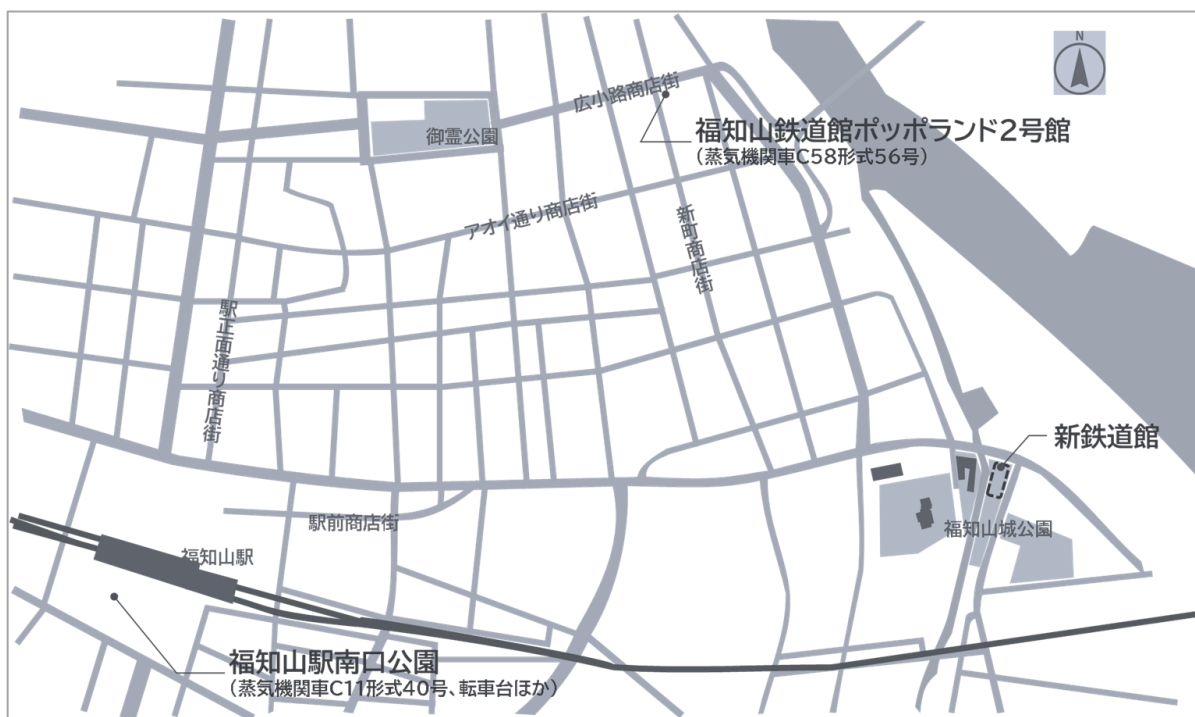 N
広小路商店街
福知山鉄道館ポッポランド2号館
(蒸気機関車C58形式56号)
御霊公園
アオイ通り商店街
新町商店街
駅正面通り商店街
新鉄道館
駅前商店街
福知山城公園
福知山駅
福知山駅南口公園
(蒸気機関車C11形式40号、転車台ほか)